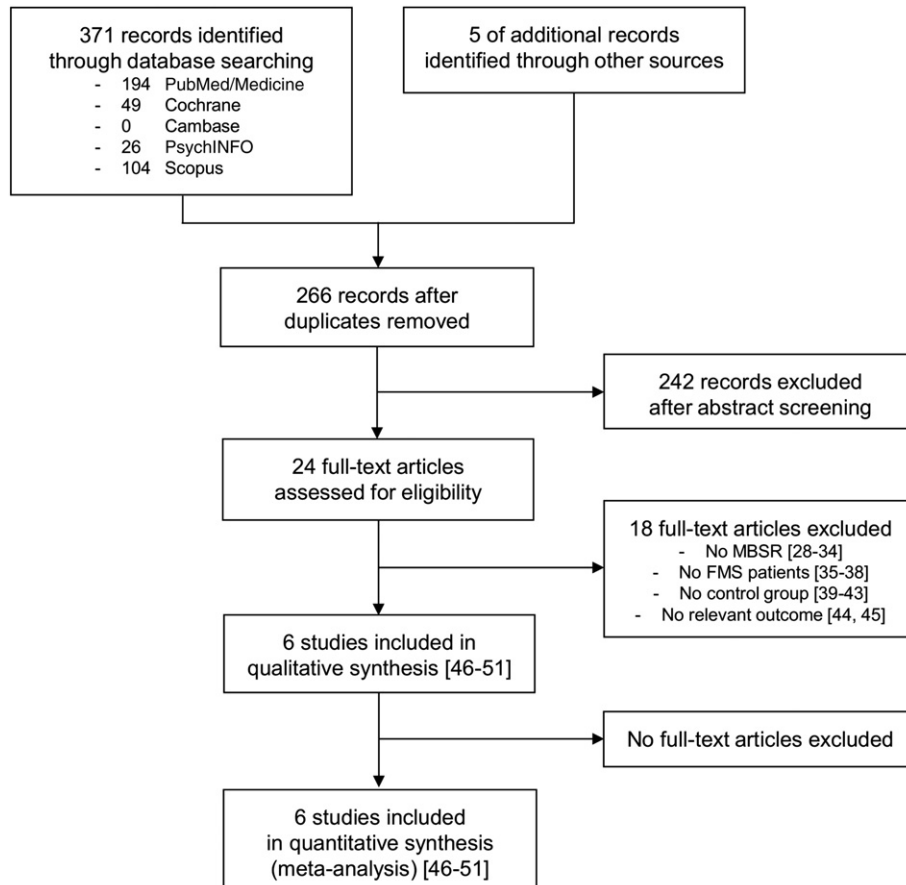 371 records identified
through database searching
- 194 PubMed/Medicine
- 49 Cochrane
- 0 Cambase
- 26 PsychINFO
- 104 Scopus
5 of additional records
identified through other sources
266 records after
duplicates removed
242 records excluded
after abstract screening
24 full-text articles
assessed for eligibility
18 full-text articles excluded
- No MBSR [28-34]
- No FMS patients [35-38]
- No control group [39-43]
- No relevant outcome [44, 45]
6 studies included in
qualitative synthesis [46-51]
No full-text articles excluded
6 studies included
in quantitative synthesis
(meta-analysis) [46-51]